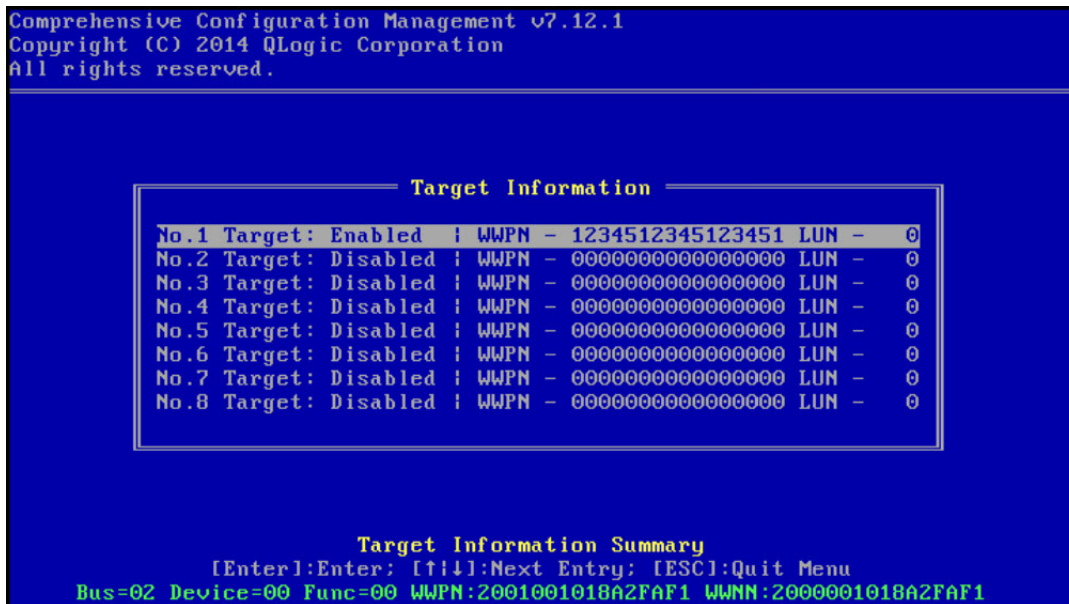 Comprehensive Configuration Management v7.12.1
Copyright (C) 2014 QLogic Corporation
All rights reserved.
Target Information
No.1 Target: Enabled ¦ WWPN - 1234512345123451 LUN - 0
No.2 Target: Disabled ¦ WWPN - 0000000000000000 LUN - 0
No.3 Target: Disabled ¦ WWPN - 0000000000000000 LUN - 0
No.4 Target: Disabled ¦ WWPN - 0000000000000000 LUN - 0
No.5 Target: Disabled ¦ WWPN - 0000000000000000 LUN - 0
No.6 Target: Disabled ¦ WWPN - 0000000000000000 LUN - 0
No.7 Target: Disabled ¦ WWPN - 0000000000000000 LUN - 0
No.8 Target: Disabled ¦ WWPN - 0000000000000000 LUN - 0
Target Information Summary
[Enter]:Enter; [↑¦↓]:Next Entry; [ESC]:Quit Menu
Bus=02 Device=00 Func=00 WWPN:2001001018A2FAF1 WWNN:2000001018A2FAF1